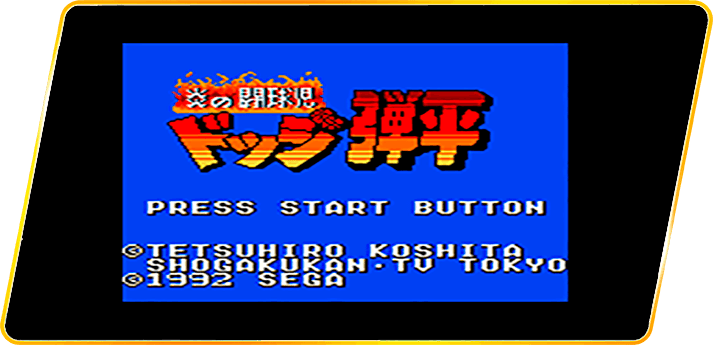 炎の闘球児
ドッジ弾平
PRESS START BUTTON
©TETSUHIRO KOSHITA
SHOGAKUKAN·TV TOKYO
©1992 SEGA